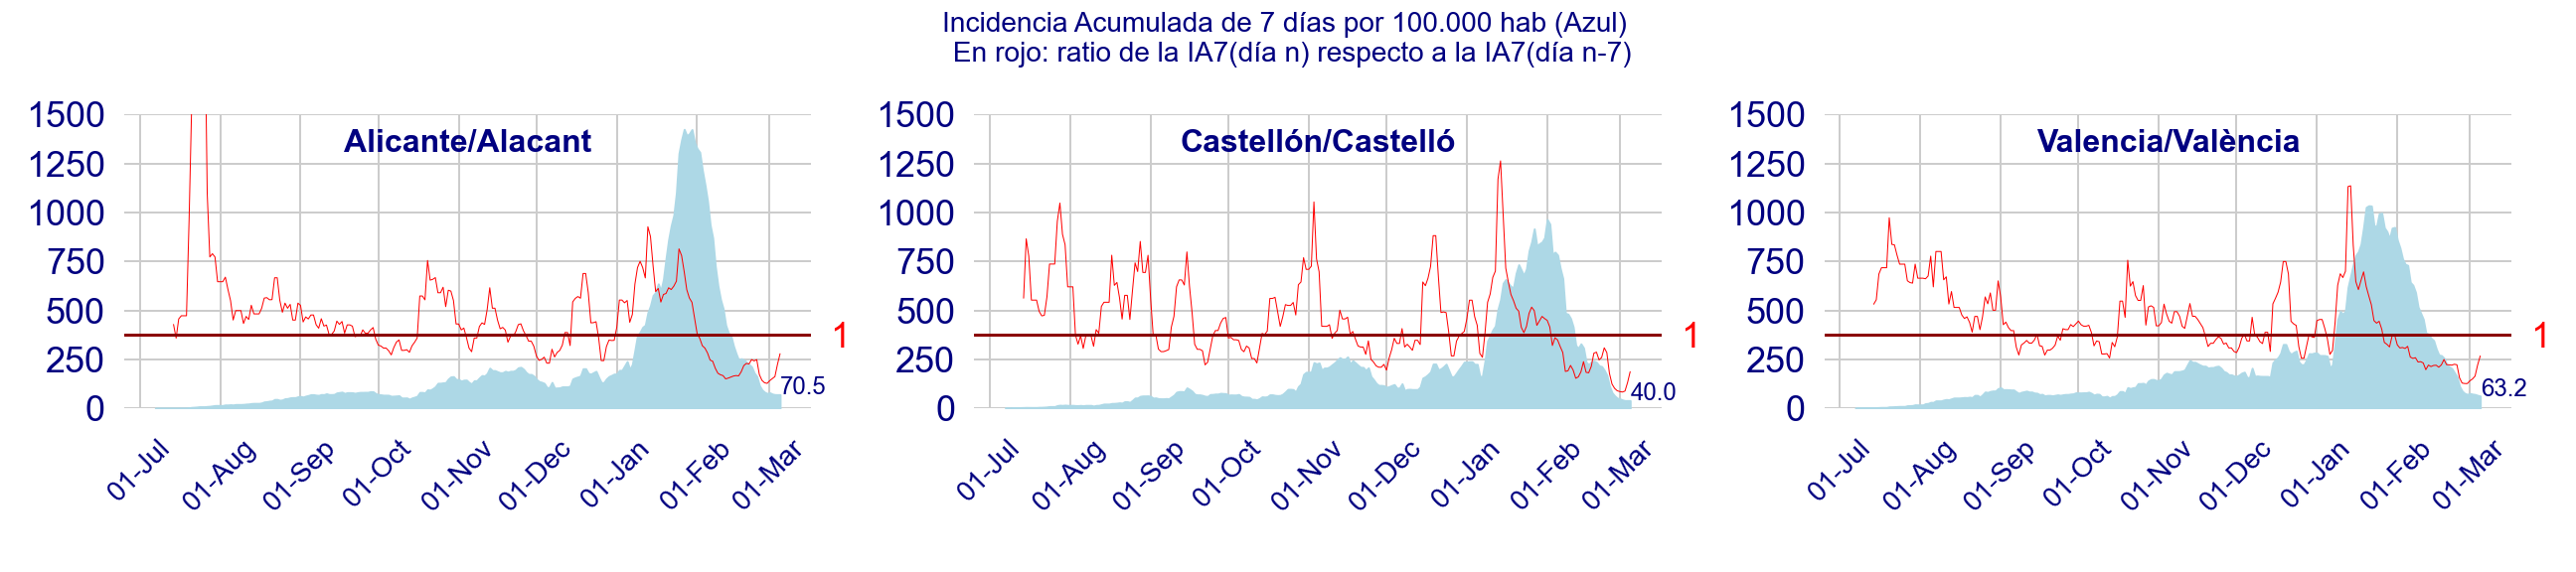 Incidencia Acumulada de 7 días por 100.000 hab (Azul)
En rojo: ratio de la IA7(día n) respecto a la IA7(día n-7)
Alicante/Alacant
1500
1250
1000
750
500
250
0
1
70.5
01-Jul
01-Aug
01-Sep
01-Oct
01-Nov
01-Dec
01-Jan
01-Feb
01-Mar
Castellón/Castelló
1500
1250
1000
750
500
250
0
1
40.0
01-Jul
01-Aug
01-Sep
01-Oct
01-Nov
01-Dec
01-Jan
01-Feb
01-Mar
Valencia/València
1500
1250
1000
750
500
250
0
1
63.2
01-Jul
01-Aug
01-Sep
01-Oct
01-Nov
01-Dec
01-Jan
01-Feb
01-Mar